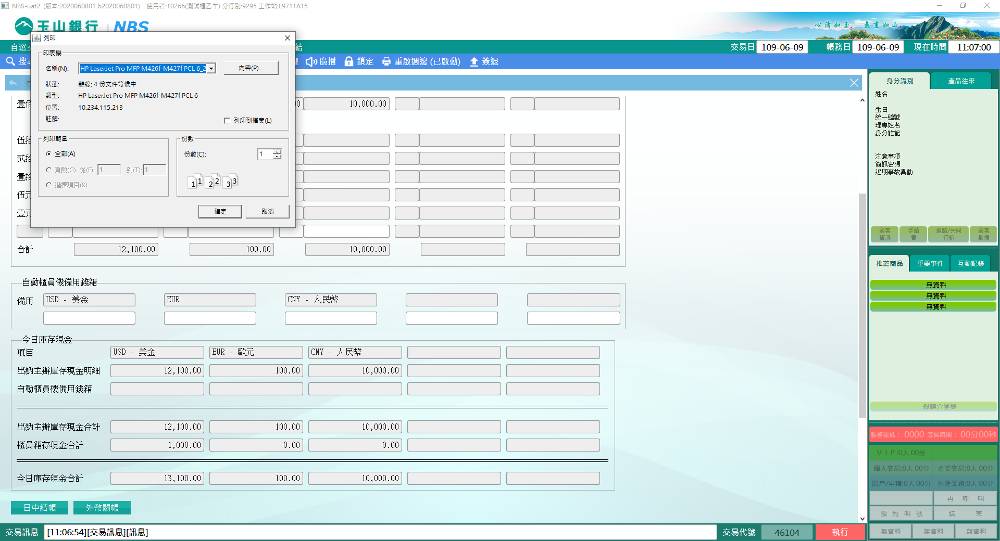 NBS-uat2 (版本:2020060801.b2020060801) 使用者:10266(測試櫃乙午) 分行別:9295 工作站:L9711A15
玉山銀行 | NBS
心清如玉。義重如山。
自選交
結
交易日 109-06-09 帳務日 109-06-09 現在時間 11:07:00
搜尋
廣播 鎖定 重啟週邊 (已啟動) 簽退
列印
印表機
名稱(N): HP LaserJet Pro MFP M426f-M427f PCL 6_2 內容(P)...
狀態: 離線; 4 份文件等候中
類型: HP LaserJet Pro MFP M426f-M427f PCL 6
位置: 10.234.115.213
註解:
列印到檔案(L)
列印範圍
全部(A)
頁數(G) 從(F): 1 到(T): 1
選擇項目(S)
份數
份數(C): 1
1 1 2 2 3 3
確定 取消
壹佰 0 10,000.00
伍拾
貳拾
壹拾
伍元
壹元
合計 12,100.00 100.00 10,000.00
自動櫃員機備用錢箱
備用 USD - 美金 EUR CNY - 人民幣
今日庫存現金
項目 USD - 美金 EUR - 歐元 CNY - 人民幣
出納主辦庫存現金明細 12,100.00 100.00 10,000.00
自動櫃員機備用錢箱
出納主辦庫存現金合計 12,100.00 100.00 10,000.00
櫃員箱存現金合計 1,000.00 0.00 0.00
今日庫存現金合計 13,100.00 100.00 10,000.00
日中結帳 外幣關帳
交易訊息 [11:06:54][交易訊息][訊息] 交易代號 46104 執行
身分識別 產品往來
姓名
生日
統一編號
理專姓名
身分註記
注意事項
簡訊密碼
近期事故異動
顧客資訊 手續費 通路/共同行銷 顧客影像
推薦商品 重要事件 互動記錄
無資料
無資料
無資料
一般轉介登錄
服務號碼： 0000 等候時間： 00分00秒
ＶＩＰ:0人 00分
個人交易:0人 00分 企業交易:0人 00分
開戶/申請:0人 00分 外匯業務:0人 00分
再 呼 叫
預 約 叫 號 結 束
無資料 無資料 無資料